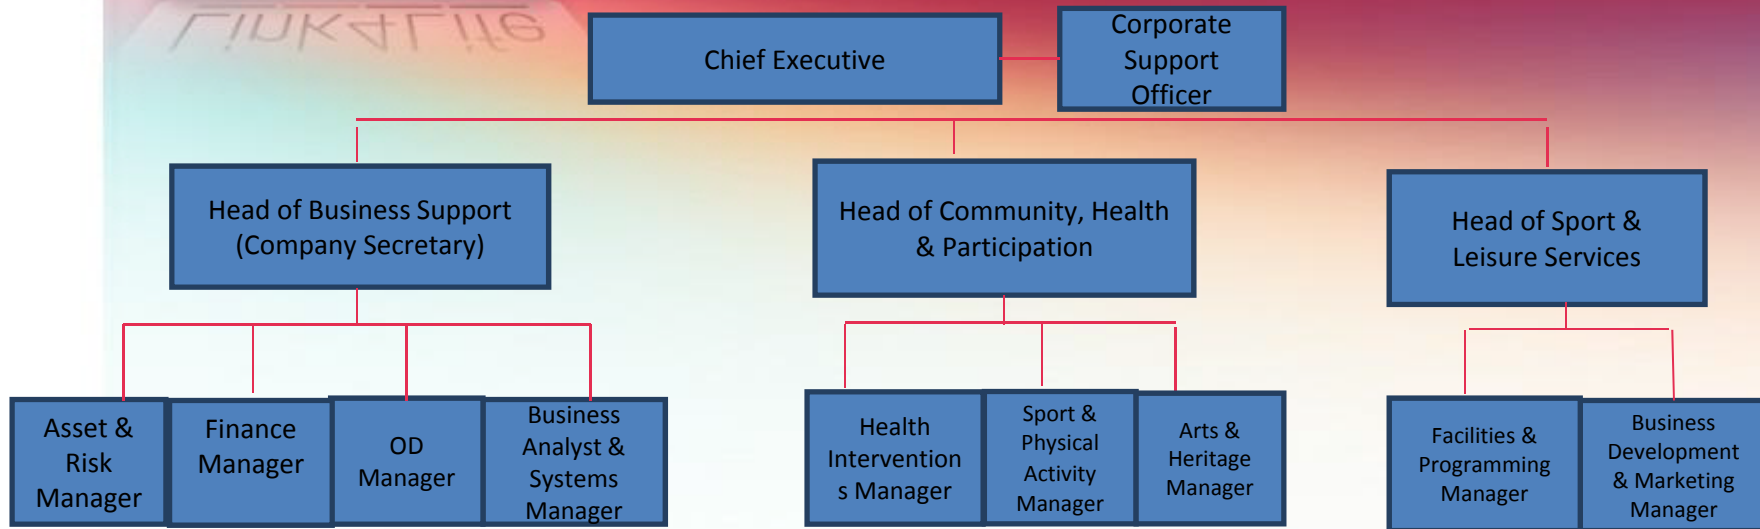 Link4Life
Chief Executive
Corporate
Support
Officer
Head of Business Support
(Company Secretary)
Head of Community, Health
& Participation
Head of Sport &
Leisure Services
Asset &
Risk
Manager
Finance
Manager
OD
Manager
Business
Analyst &
Systems
Manager
Health
Intervention
s Manager
Sport &
Physical
Activity
Manager
Arts &
Heritage
Manager
Facilities &
Programming
Manager
Business
Development
& Marketing
Manager